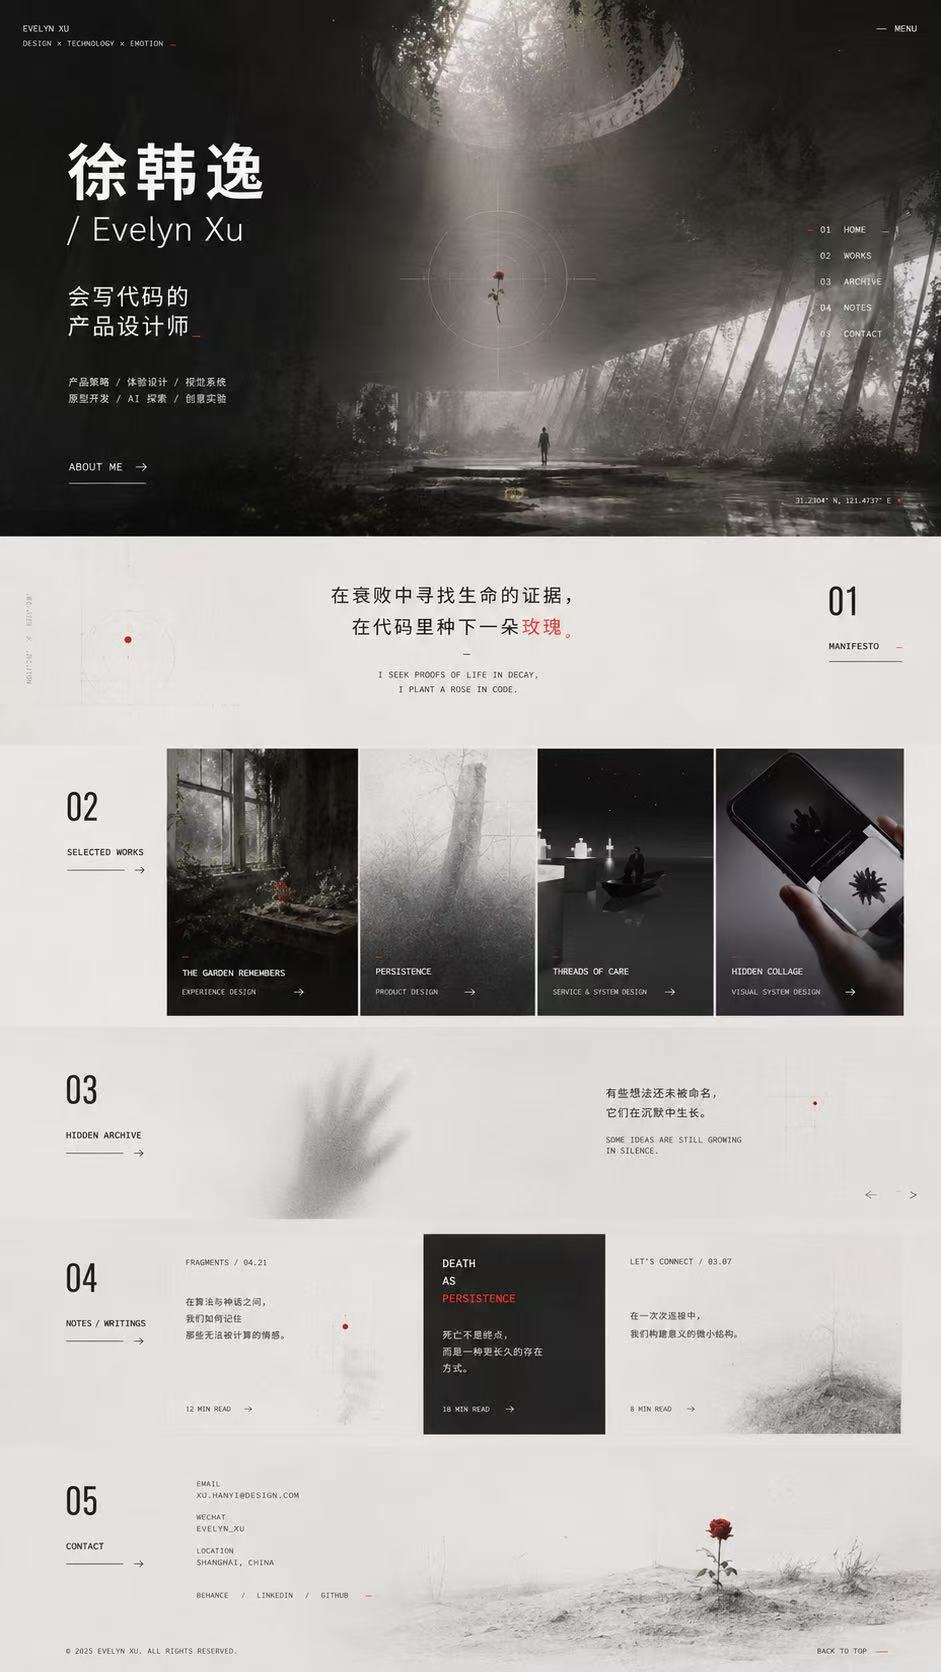 EVELYN XU
DESIGN × TECHNOLOGY × EMOTION
MENU
徐韩逸
/ Evelyn Xu
会写代码的
产品设计师_
产品策略 / 体验设计 / 视觉系统
原型开发 / AI 探索 / 创意实验
ABOUT ME →
01 HOME
02 WORKS
03 ARCHIVE
04 NOTES
05 CONTACT
31.2304° N, 121.4737° E
在衰败中寻找生命的证据，
在代码里种下一朵玫瑰。
I SEEK PROOFS OF LIFE IN DECAY,
I PLANT A ROSE IN CODE.
01
MANIFESTO
02
SELECTED WORKS
THE GARDEN REMEMBERS
EXPERIENCE DESIGN →
PERSISTENCE
PRODUCT DESIGN →
THREADS OF CARE
SERVICE & SYSTEM DESIGN →
HIDDEN COLLAGE
VISUAL SYSTEM DESIGN →
03
HIDDEN ARCHIVE
有些想法还未被命名，
它们在沉默中生长。
SOME IDEAS ARE STILL GROWING
IN SILENCE.
04
NOTES / WRITINGS
FRAGMENTS / 04.21
在算法与神话之间，
我们如何记住
那些无法被计算的情感。
12 MIN READ →
DEATH
AS
PERSISTENCE
死亡不是终点，
而是一种更长久的存在
方式。
18 MIN READ →
LET'S CONNECT / 03.07
在一次次连接中，
我们构建意义的微小结构。
8 MIN READ →
05
CONTACT
EMAIL
XU.HANYI@DESIGN.COM
WECHAT
EVELYN_XU
LOCATION
SHANGHAI, CHINA
BEHANCE / LINKEDIN / GITHUB
© 2025 EVELYN XU. ALL RIGHTS RESERVED.
BACK TO TOP